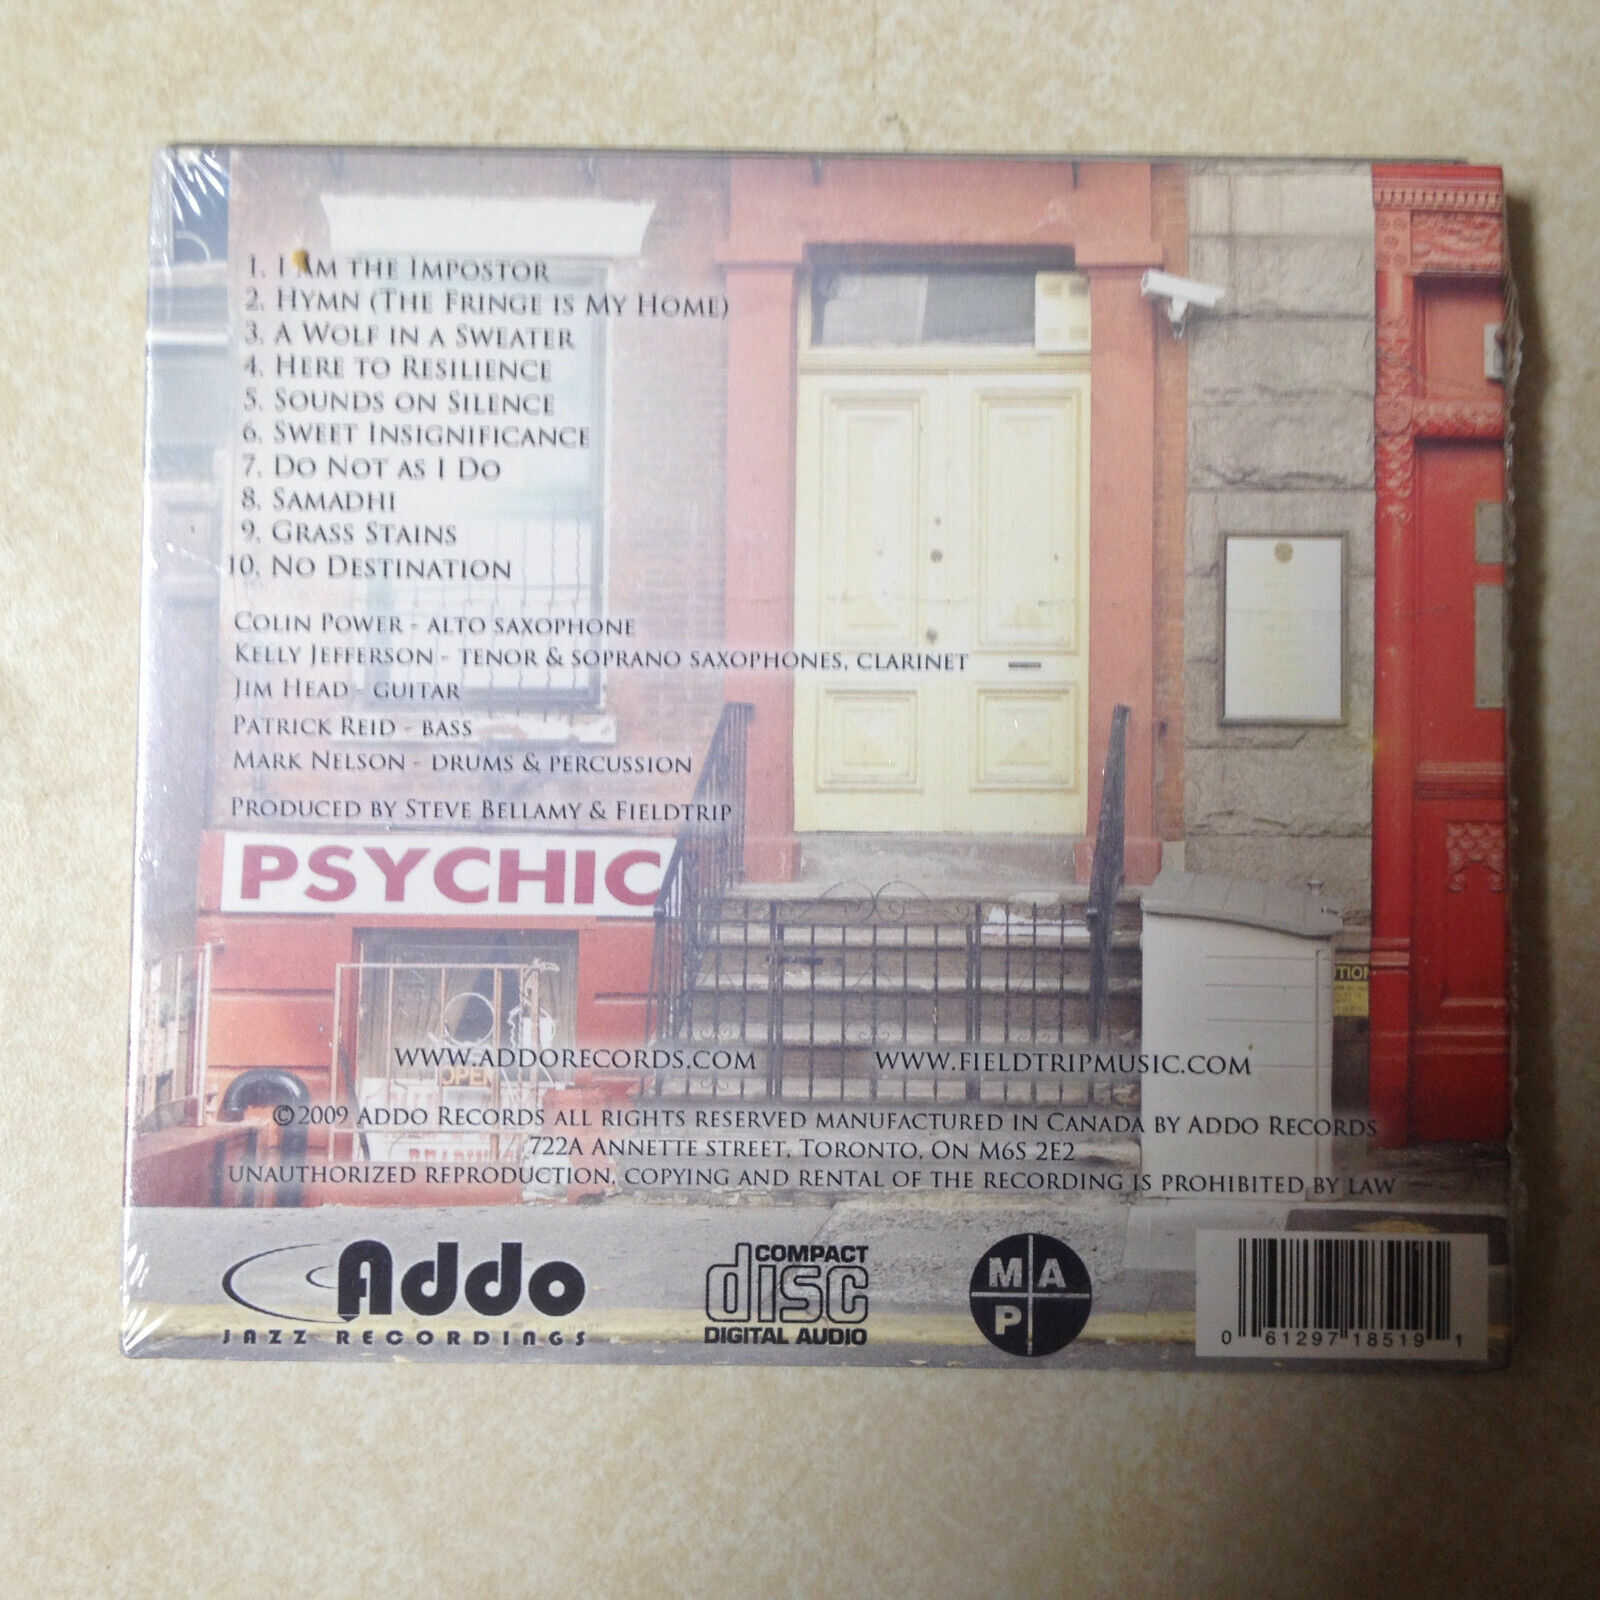 1. I Am the Impostor
2. Hymn (The Fringe is My Home)
3. A Wolf in a Sweater
4. Here to Resilience
5. Sounds on Silence
6. Sweet Insignificance
7. Do Not as I Do
8. Samadhi
9. Grass Stains
10. No Destination
Colin Power - alto saxophone
Kelly Jefferson - tenor & soprano saxophones, clarinet
Jim Head - guitar
Patrick Reid - bass
Mark Nelson - drums & percussion
Produced by Steve Bellamy & Fieldtrip
PSYCHIC
www.addorecords.com www.fieldtripmusic.com
OPEN
©2009 Addo Records all rights reserved manufactured in Canada by Addo Records
722A Annette Street, Toronto, ON M6S 2E2
unauthorized reproduction, copying and rental of the recording is prohibited by law
Addo
JAZZ RECORDINGS
COMPACT
disc
DIGITAL AUDIO
M A
P
0 61297 18519 1